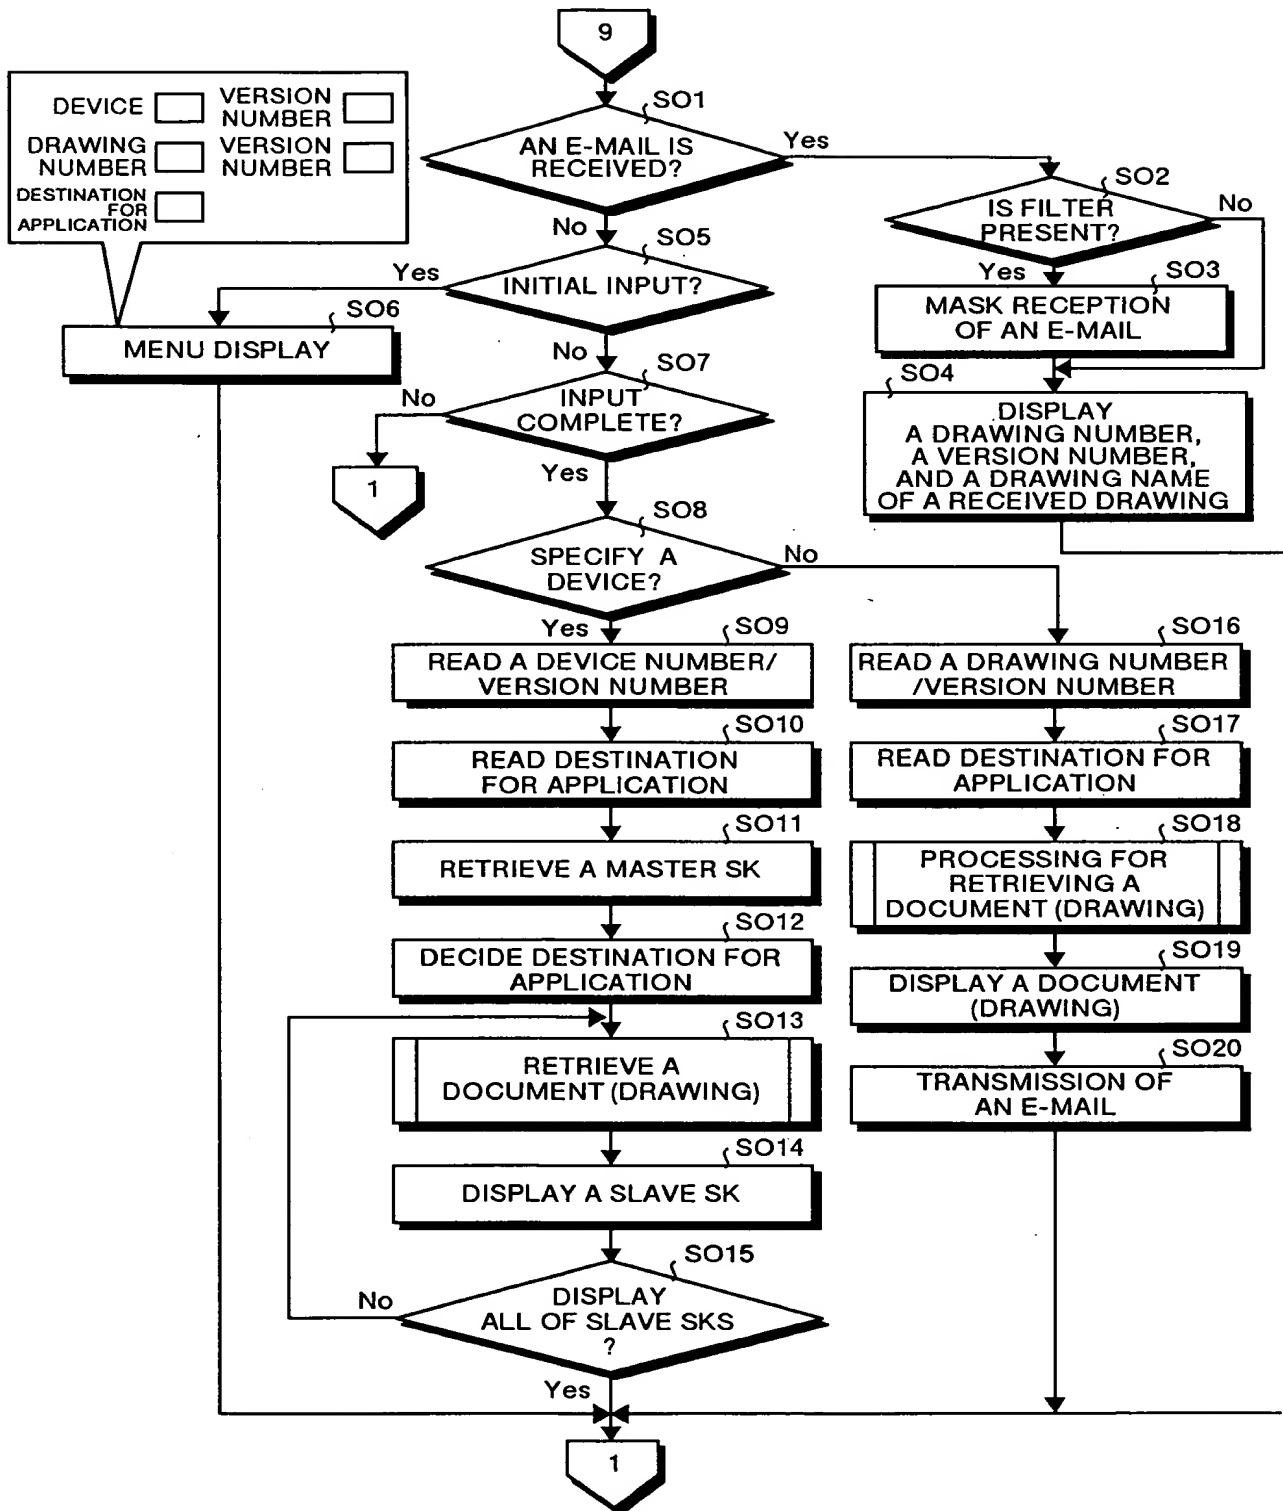 9
DEVICE
VERSION
NUMBER
DRAWING
NUMBER
VERSION
NUMBER
DESTINATION
FOR
APPLICATION
SO1
AN E-MAIL IS
RECEIVED?
Yes
No
SO2
IS FILTER
PRESENT?
No
Yes
SO3
MASK RECEPTION
OF AN E-MAIL
SO4
DISPLAY
A DRAWING NUMBER,
A VERSION NUMBER,
AND A DRAWING NAME
OF A RECEIVED DRAWING
SO5
INITIAL INPUT?
Yes
No
SO6
MENU DISPLAY
SO7
INPUT
COMPLETE?
No
1
Yes
SO8
SPECIFY A
DEVICE?
No
Yes
SO9
READ A DEVICE NUMBER/
VERSION NUMBER
SO10
READ DESTINATION
FOR APPLICATION
SO11
RETRIEVE A MASTER SK
SO12
DECIDE DESTINATION FOR
APPLICATION
SO13
RETRIEVE A
DOCUMENT (DRAWING)
SO14
DISPLAY A SLAVE SK
SO15
DISPLAY
ALL OF SLAVE SKS
?
No
Yes
SO16
READ A DRAWING NUMBER
/VERSION NUMBER
SO17
READ DESTINATION FOR
APPLICATION
SO18
PROCESSING FOR
RETRIEVING A
DOCUMENT (DRAWING)
SO19
DISPLAY A DOCUMENT
(DRAWING)
SO20
TRANSMISSION OF
AN E-MAIL
1